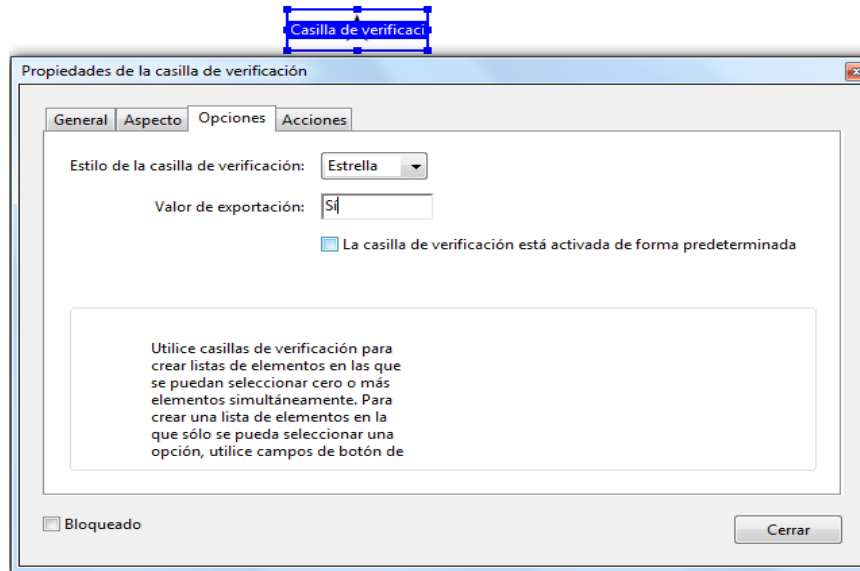 Casilla de verificaci
Propiedades de la casilla de verificación
General Aspecto Opciones Acciones
Estilo de la casilla de verificación: Estrella
Valor de exportación: Sí
La casilla de verificación está activada de forma predeterminada
Utilice casillas de verificación para
crear listas de elementos en las que
se puedan seleccionar cero o más
elementos simultáneamente. Para
crear una lista de elementos en la
que sólo se pueda seleccionar una
opción, utilice campos de botón de
Bloqueado
Cerrar